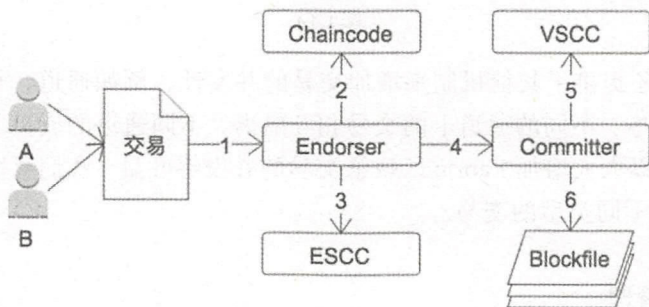 Chaincode
VSCC
2
5
A
交易
1
Endorser
4
Committer
B
3
6
ESCC
Blockfile